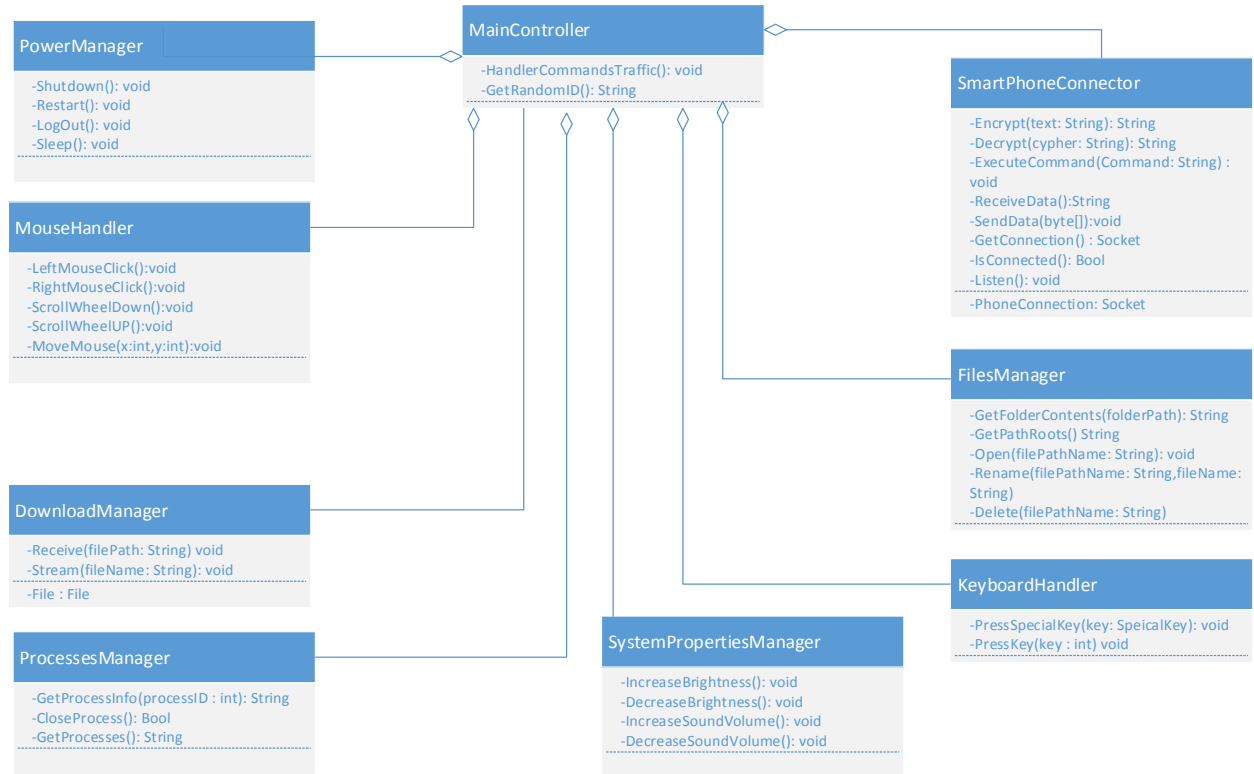 MainController
-HandlerCommandsTraffic(): void
-GetRandomID(): String
PowerManager
-Shutdown(): void
-Restart(): void
-LogOut(): void
-Sleep(): void
SmartPhoneConnector
-Encrypt(text: String): String
-Decrypt(cypher: String): String
-ExecuteCommand(Command: String) :
void
-ReceiveData():String
-SendData(byte[]):void
-GetConnection() : Socket
-IsConnected(): Bool
-Listen(): void
-PhoneConnection: Socket
MouseHandler
-LeftMouseClick():void
-RightMouseClick():void
-ScrollWheelDown():void
-ScrollWheelUP():void
-MoveMouse(x:int,y:int):void
FilesManager
-GetFolderContents(folderPath): String
-GetPathRoots() String
-Open(filePathName: String): void
-Rename(filePathName: String,fileName:
String)
-Delete(filePathName: String)
DownloadManager
-Receive(filePath: String) void
-Stream(fileName: String): void
-File : File
KeyboardHandler
-PressSpecialKey(key: SpeicalKey): void
-PressKey(key : int) void
ProcessesManager
-GetProcessInfo(processID : int): String
-CloseProcess(): Bool
-GetProcesses(): String
SystemPropertiesManager
-IncreaseBrightness(): void
-DecreaseBrightness(): void
-IncreaseSoundVolume(): void
-DecreaseSoundVolume(): void